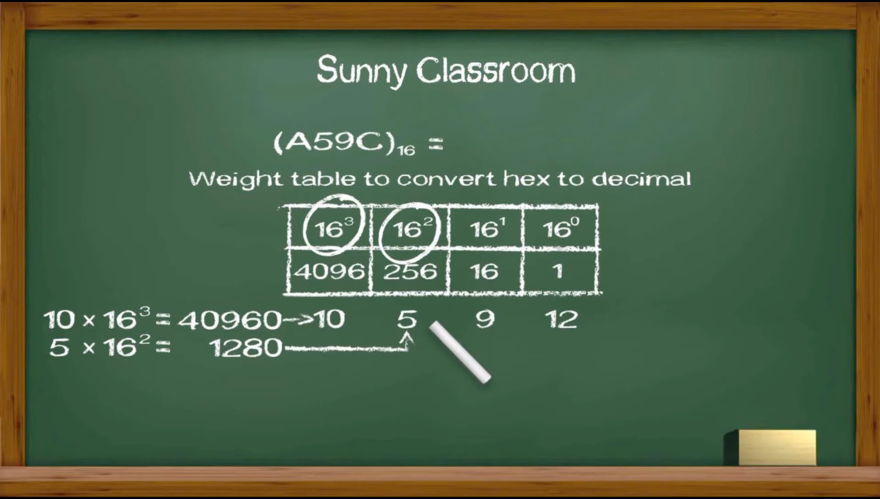 Sunny Classroom
(A59C)₁₆ =
Weight table to convert hex to decimal
16³ 16² 16¹ 16⁰
4096 256 16 1
10 × 16³ = 40960->10 5 9 12
5 × 16² = 1280